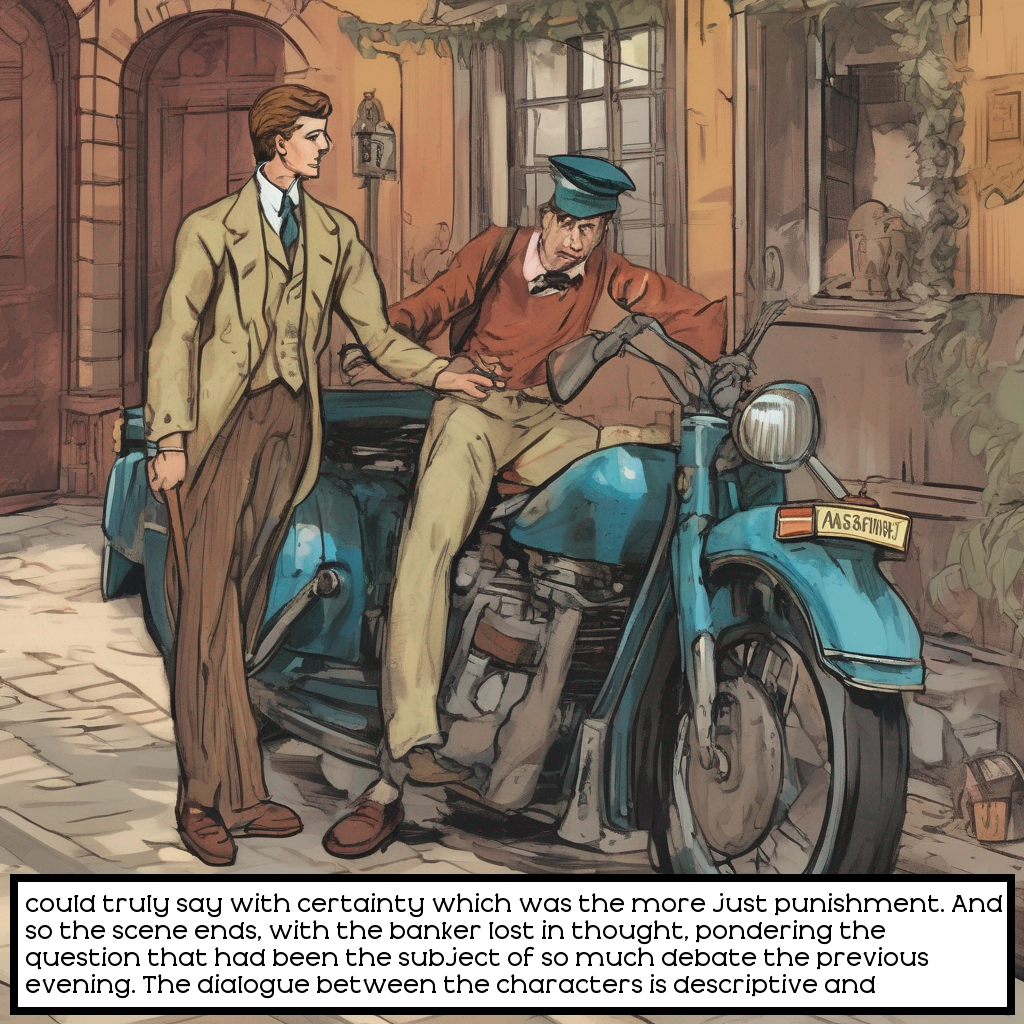 could truly say with certainty which was the more just punishment. And
so the scene ends, with the banker lost in thought, pondering the
question that had been the subject of so much debate the previous
evening. The dialogue between the characters is descriptive and